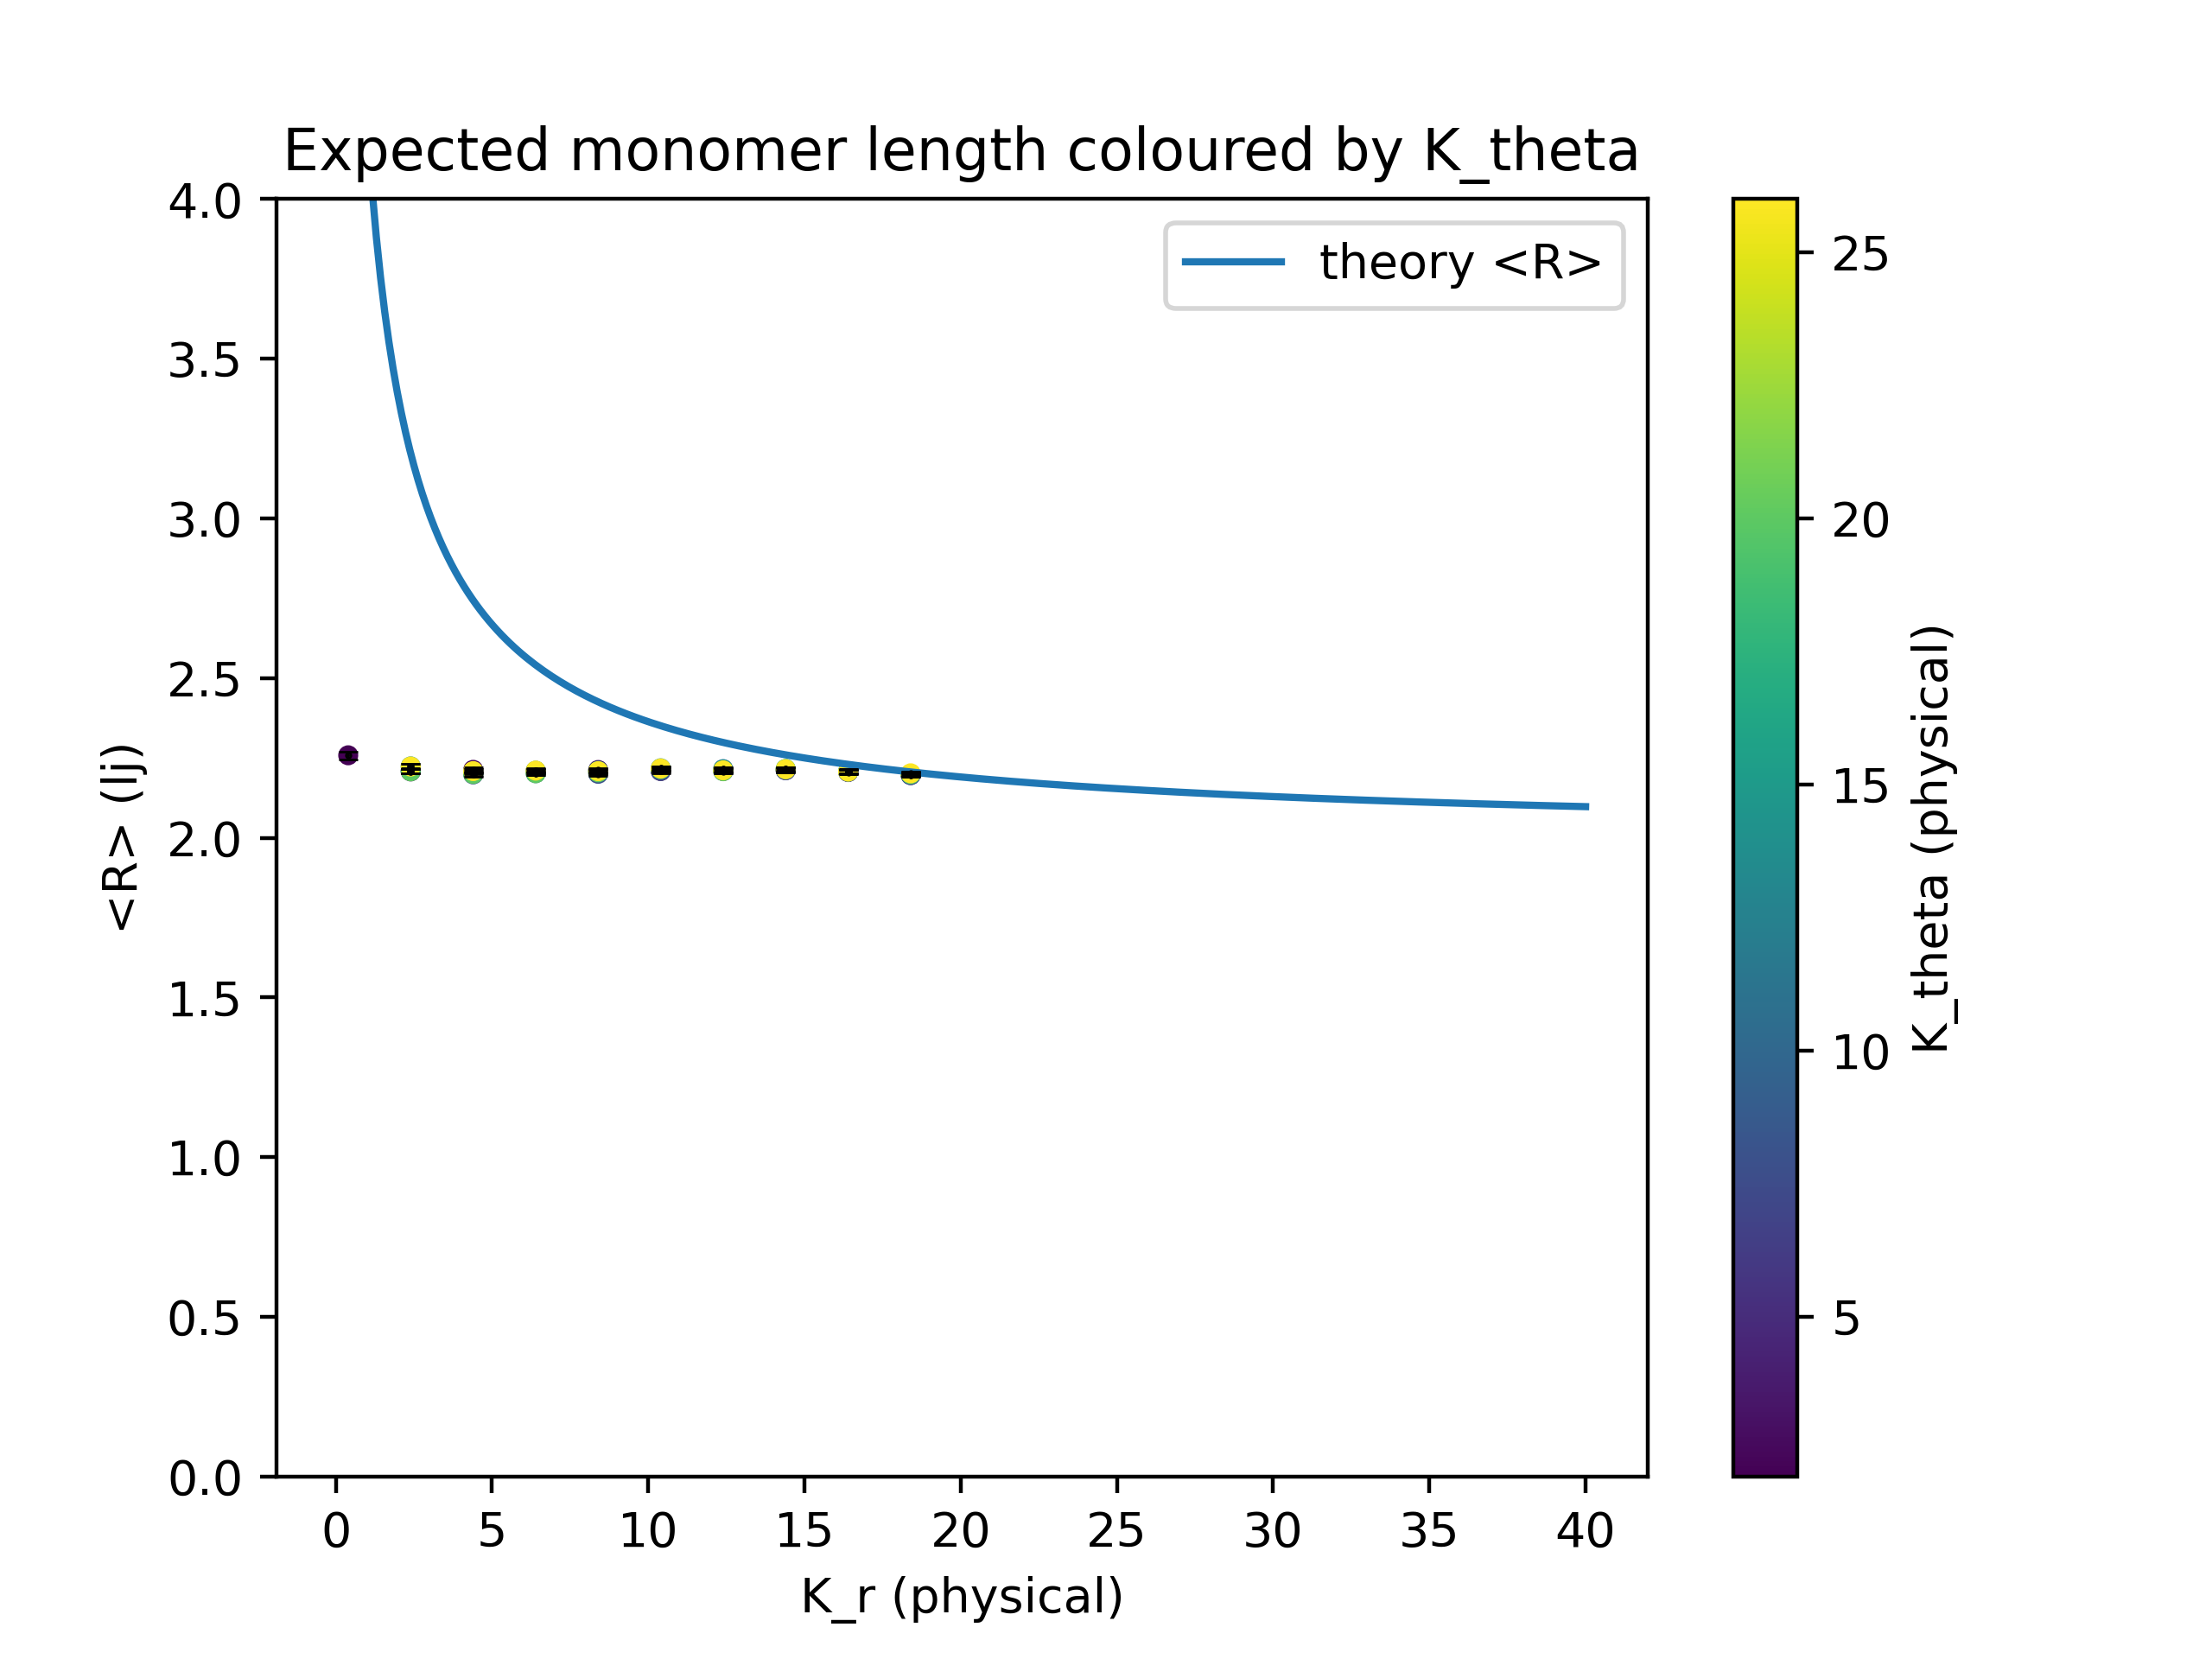 Expected monomer length coloured by K_theta
theory <R>
4.0
3.5
3.0
2.5
2.0
1.5
1.0
0.5
0.0
<R> (lj)
0 5 10 15 20 25 30 35 40
K_r (physical)
25
20
15
10
5
K_theta (physical)